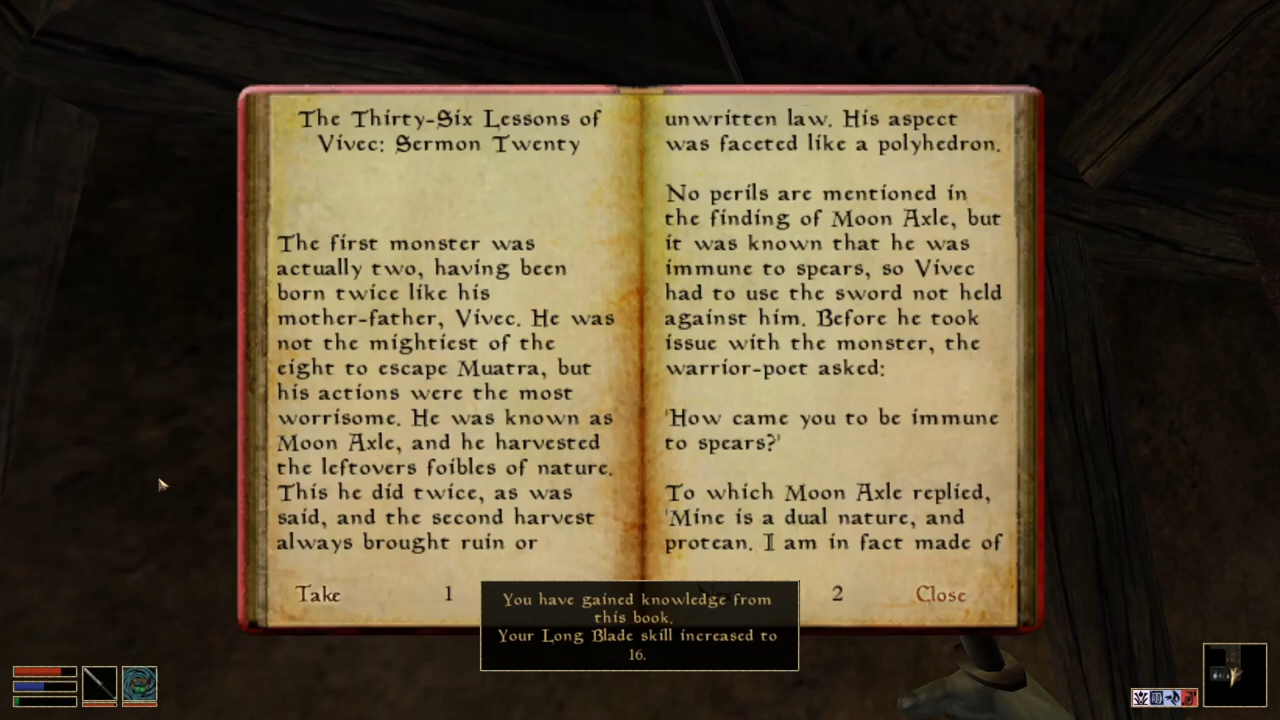 The Thirty-Six Lessons of
Vivec: Sermon Twenty
The first monster was
actually two, having been
born twice like his
mother-father, Vivec. He was
not the mightiest of the
eight to escape Muatra, but
his actions were the most
worrisome. He was known as
Moon Axle, and he harvested
the leftovers foibles of nature.
This he did twice, as was
said, and the second harvest
always brought ruin or
unwritten law. His aspect
was faceted like a polyhedron.
No perils are mentioned in
the finding of Moon Axle, but
it was known that he was
immune to spears, so Vivec
had to use the sword not held
against him. Before he took
issue with the monster, the
warrior-poet asked:
'How came you to be immune
to spears?'
To which Moon Axle replied,
'Mine is a dual nature, and
protean. I am in fact made of
Take
1
2
Close
You have gained knowledge from
this book.
Your Long Blade skill increased to
16.